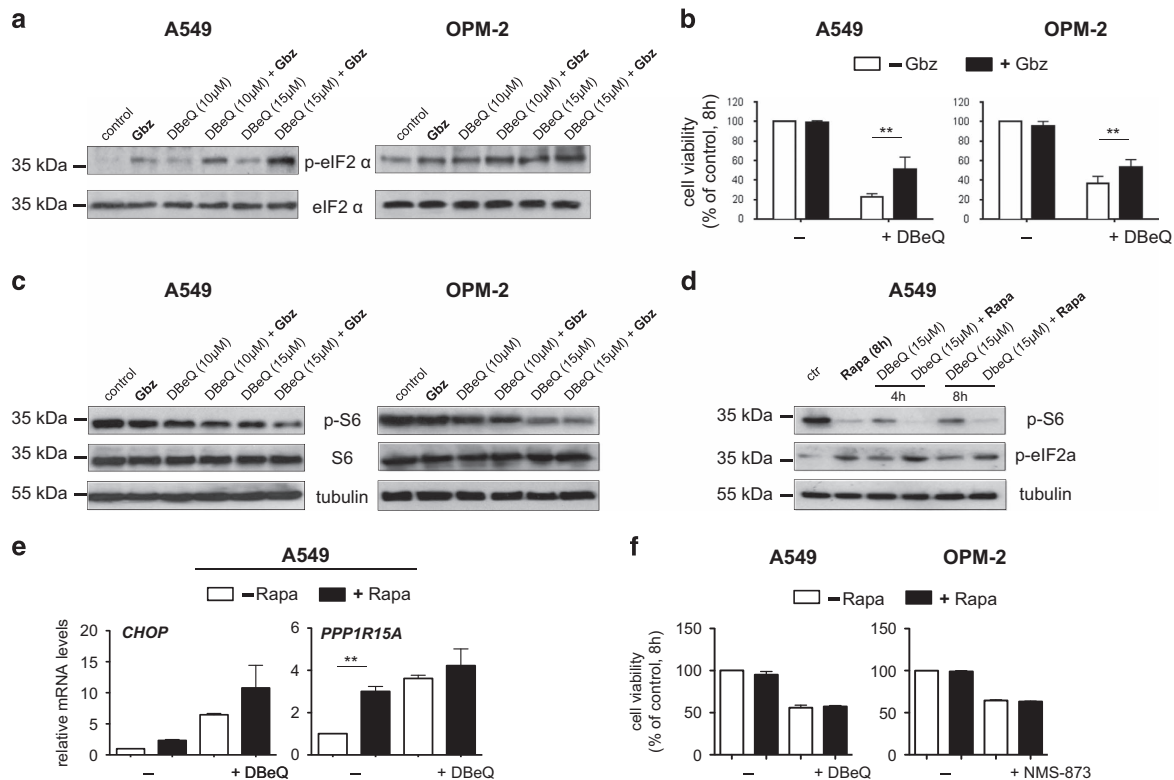 a
A549
OPM-2
control
Gbz
DBeQ (10µM)
DBeQ (10µM) + Gbz
DBeQ (15µM)
DBeQ (15µM) + Gbz
control
Gbz
DBeQ (10µM)
DBeQ (10µM) + Gbz
DBeQ (15µM)
DBeQ (15µM) + Gbz
35 kDa
p-eIF2 α
35 kDa
eIF2 α
b
A549
OPM-2
– Gbz
+ Gbz
cell viability
(% of control, 8h)
120
100
80
60
40
20
0
**
–
+ DBeQ
120
100
80
60
40
20
0
**
–
+ DBeQ
c
A549
OPM-2
control
Gbz
DBeQ (10µM)
DBeQ (10µM) + Gbz
DBeQ (15µM)
DBeQ (15µM) + Gbz
control
Gbz
DBeQ (10µM)
DBeQ (10µM) + Gbz
DBeQ (15µM)
DBeQ (15µM) + Gbz
35 kDa
p-S6
35 kDa
S6
55 kDa
tubulin
d
A549
ctr
Rapa (8h)
DBeQ (15µM)
DbeQ (15µM) + Rapa
DBeQ (15µM)
DbeQ (15µM) + Rapa
4h
8h
35 kDa
p-S6
35 kDa
p-eIF2a
55 kDa
tubulin
e
A549
–Rapa
+ Rapa
relative mRNA levels
CHOP
20
15
10
5
0
–
+ DBeQ
PPP1R15A
6
4
2
0
**
–
+ DBeQ
f
A549
OPM-2
–Rapa
+ Rapa
cell viability
(% of control, 8h)
150
100
50
0
–
+ DBeQ
150
100
50
0
–
+ NMS-873